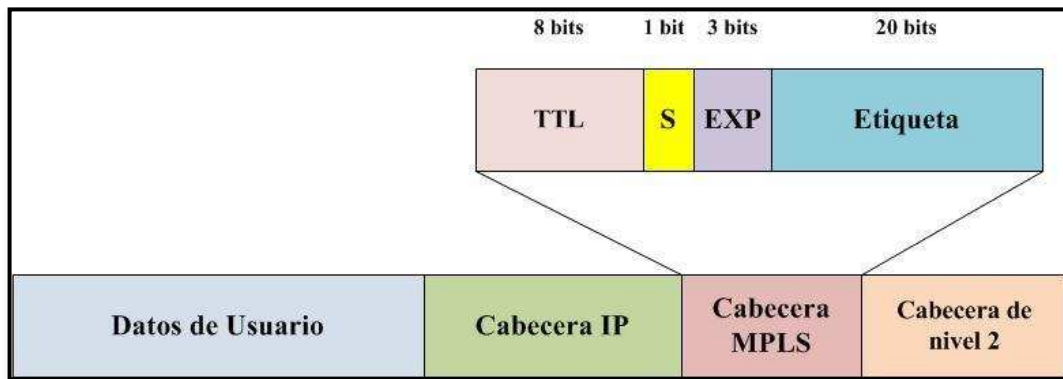 8 bits 1 bit 3 bits 20 bits
TTL S EXP Etiqueta
Datos de Usuario
Cabecera IP
Cabecera
MPLS
Cabecera de
nivel 2